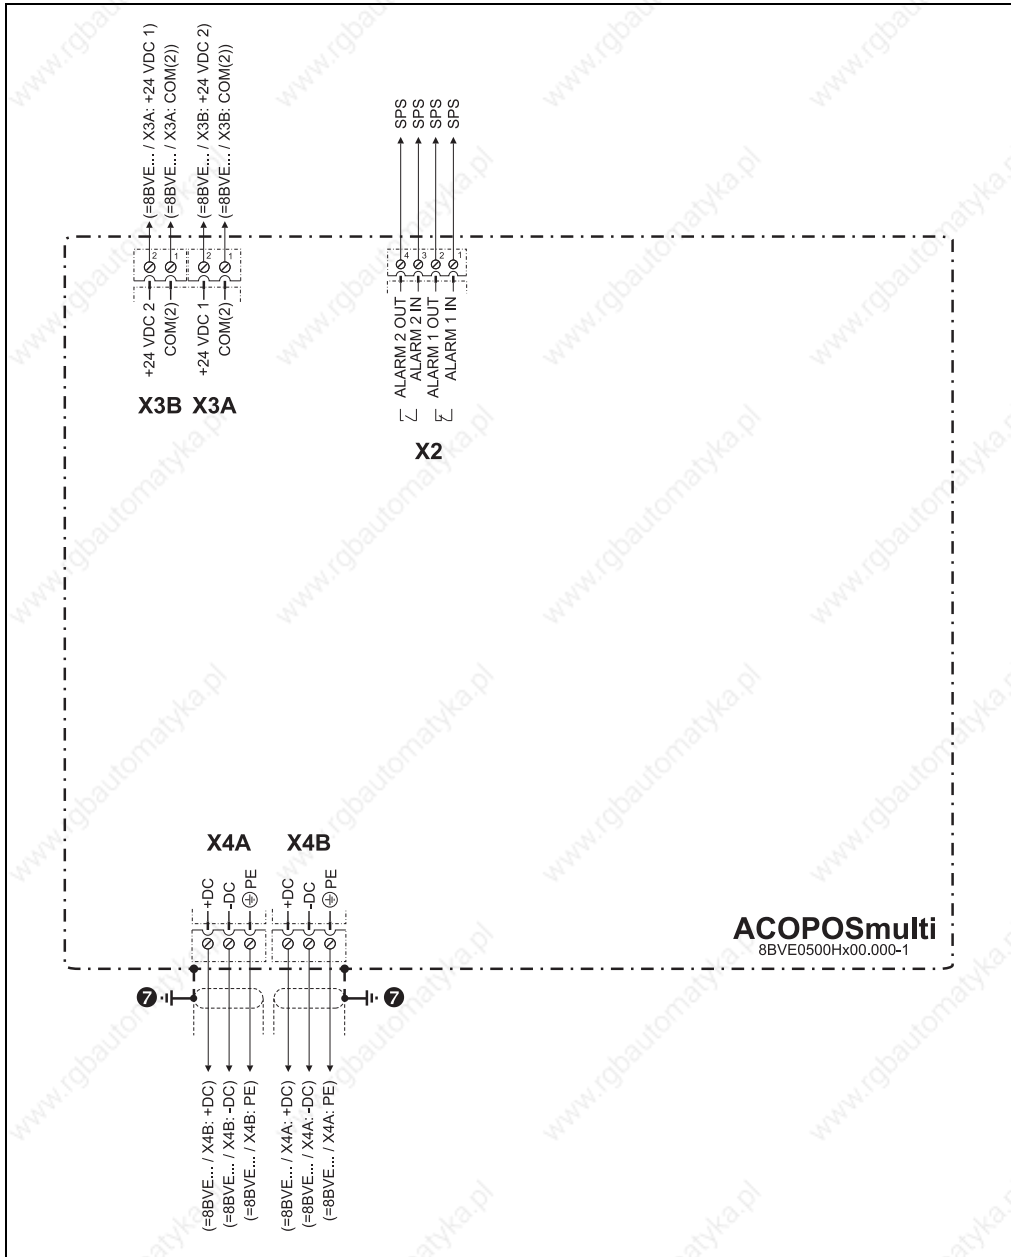 (=8BVE... / X3A: +24 VDC 1)
(=8BVE... / X3A: COM(2))
(=8BVE... / X3B: +24 VDC 2)
(=8BVE... / X3B: COM(2))
SPS
SPS
SPS
SPS
2
1
2
1
4
3
2
1
+24 VDC 2
COM(2)
+24 VDC 1
COM(2)
ALARM 2 OUT
ALARM 2 IN
ALARM 1 OUT
ALARM 1 IN
X3B
X3A
X2
X4A
X4B
+DC
-DC
PE
+DC
-DC
PE
ACOPOSmulti
8BVE0500Hx00.000-1
7
7
(=8BVE... / X4B: +DC)
(=8BVE... / X4B: -DC)
(=8BVE... / X4B: PE)
(=8BVE... / X4A: +DC)
(=8BVE... / X4A: -DC)
(=8BVE... / X4A: PE)
www.rgbautomatyka.pl